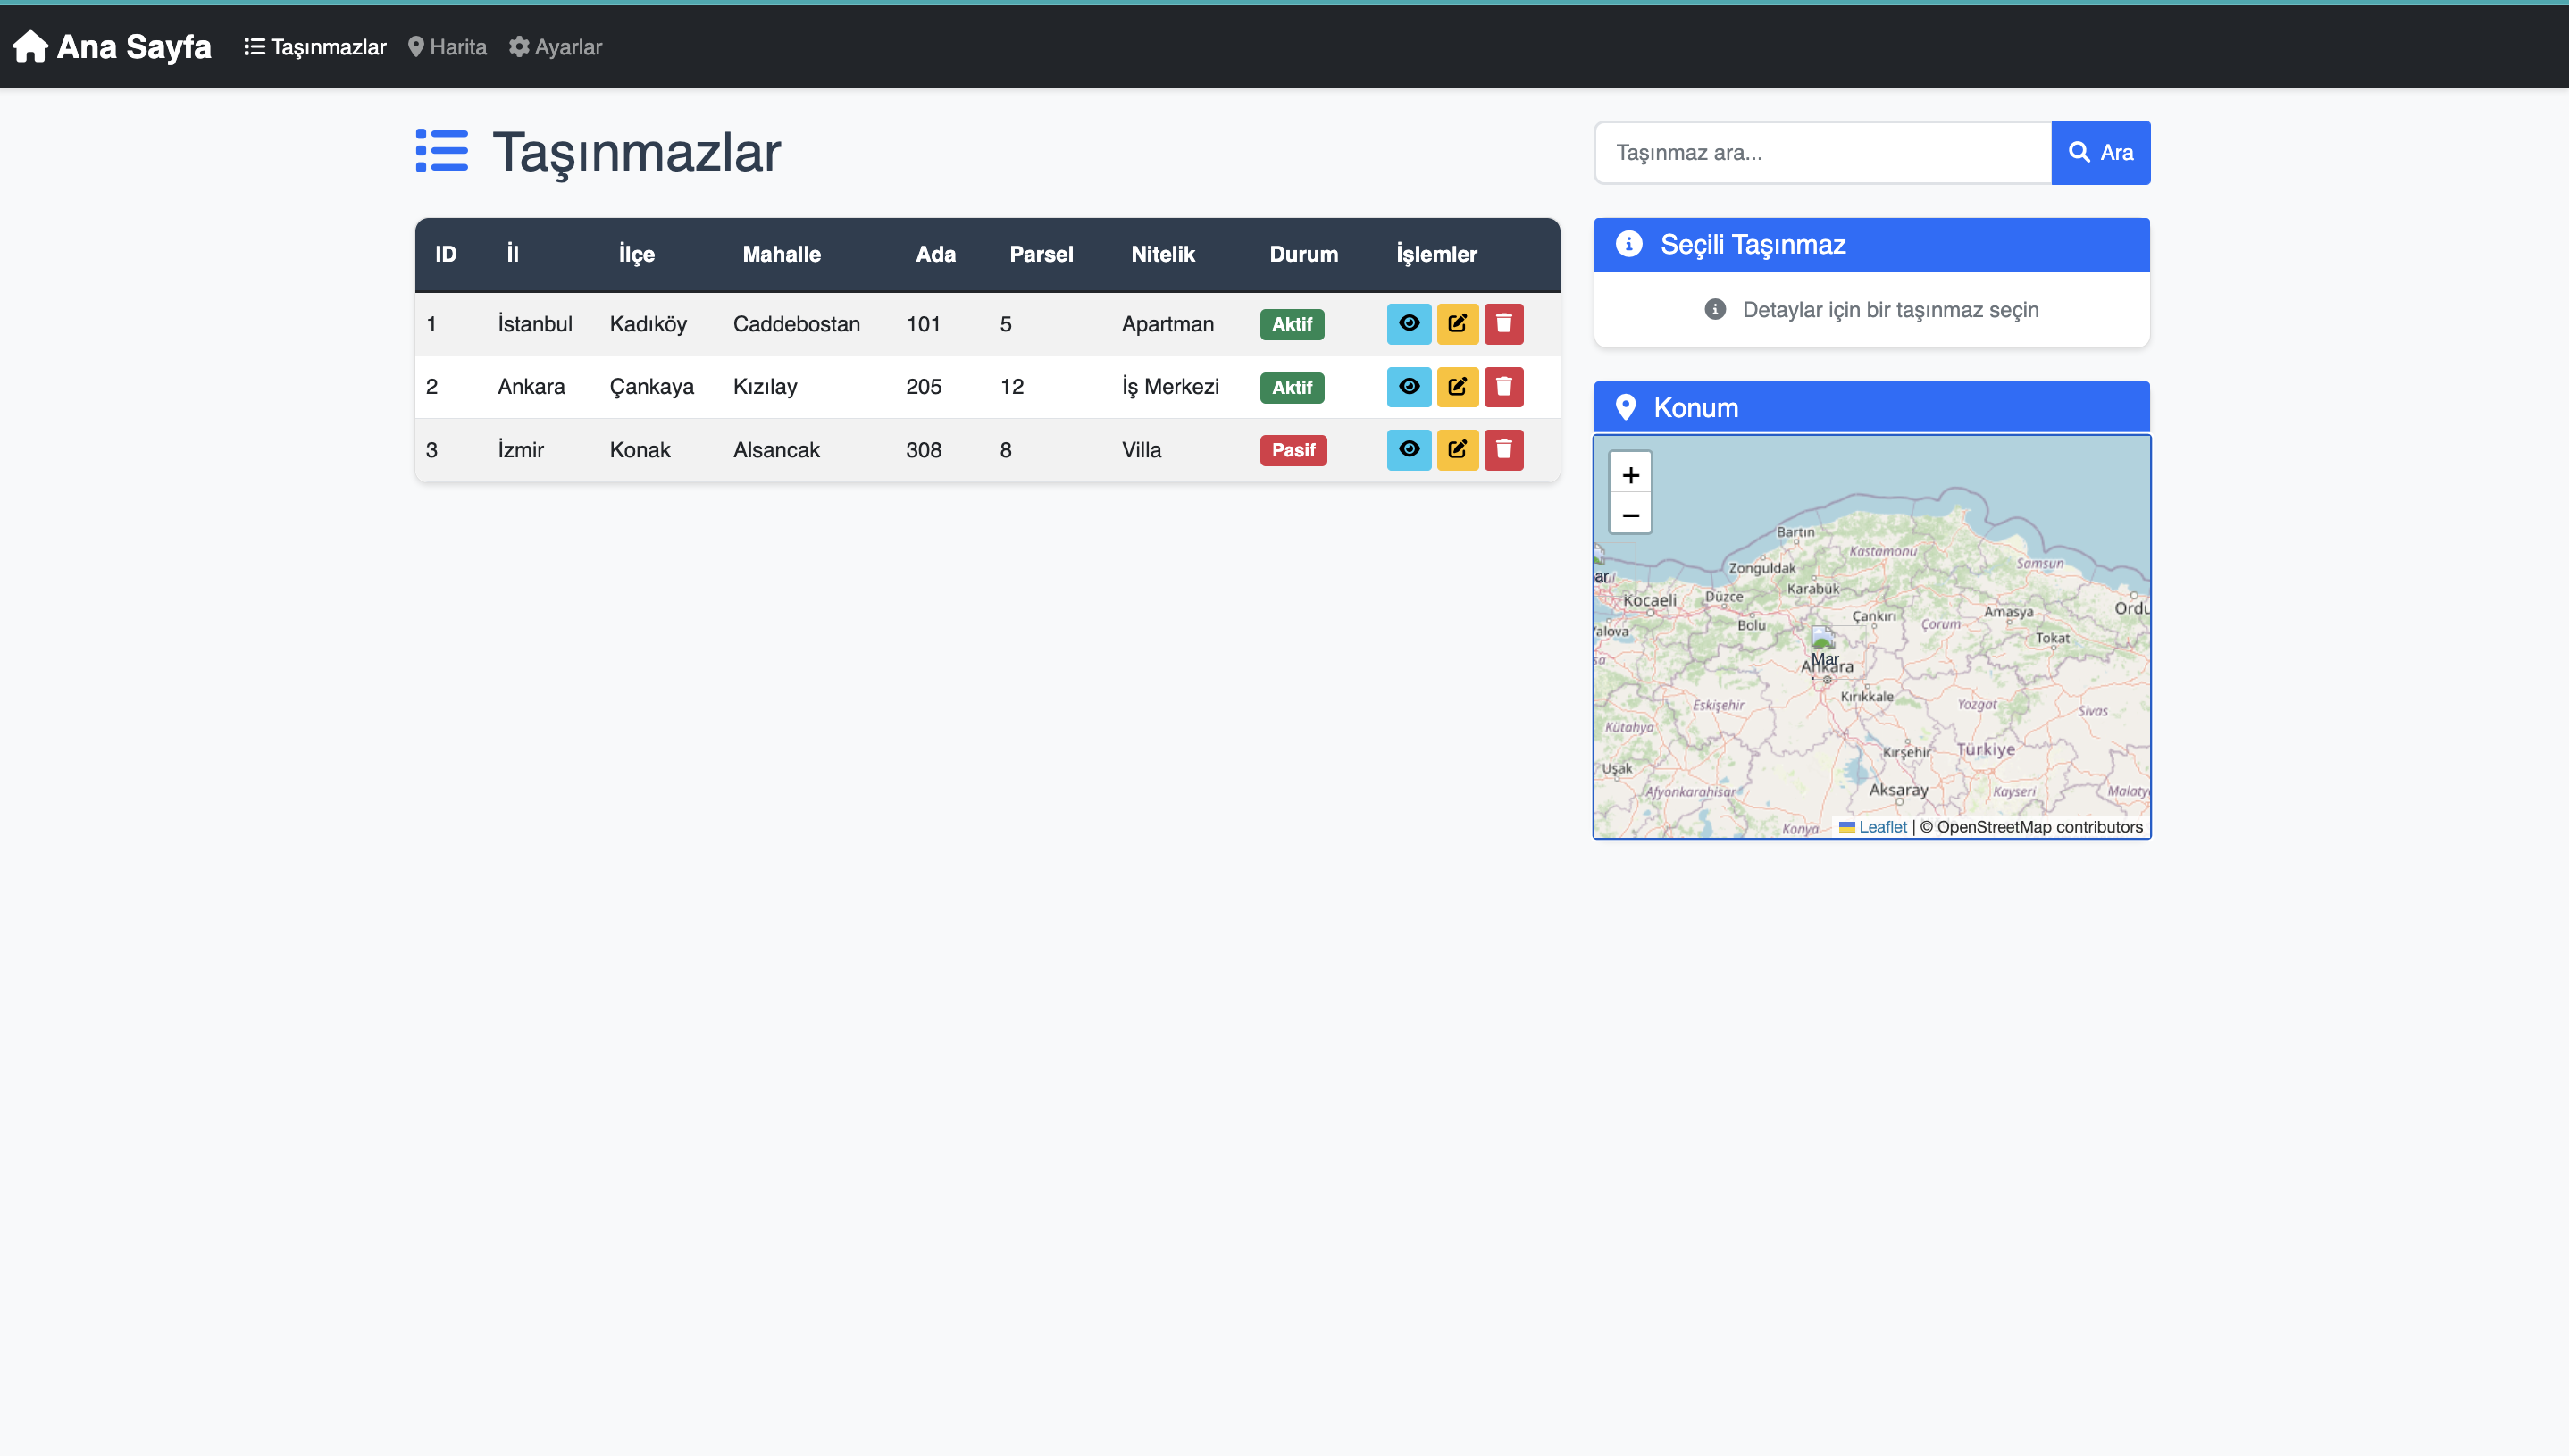 Ana Sayfa Taşınmazlar Harita Ayarlar
Taşınmazlar
Taşınmaz ara...
Ara
ID İl İlçe Mahalle Ada Parsel Nitelik Durum İşlemler
1 İstanbul Kadıköy Caddebostan 101 5 Apartman Aktif
2 Ankara Çankaya Kızılay 205 12 İş Merkezi Aktif
3 İzmir Konak Alsancak 308 8 Villa Pasif
Seçili Taşınmaz
Detaylar için bir taşınmaz seçin
Konum
+
−
Bartın
Kastamonu
Zonguldak
Samsun
Karabük
Kocaeli
Düzce
Ordu
Çankırı
Amasya
Bolu
Çorum
alova
Tokat
Mar
Ankara
Kırıkkale
Eskişehir
Yozgat
Sivas
Kütahya
Kırşehir
Türkiye
Uşak
Aksaray
Afyonkarahisar
Kayseri
Malaty
Konya
Leaflet | © OpenStreetMap contributors